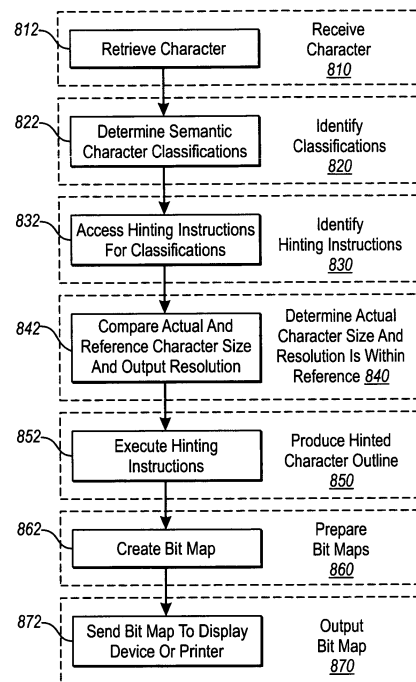 812
Retrieve Character
Receive
Character
810
822
Determine Semantic
Character Classifications
Identify
Classifications
820
832
Access Hinting Instructions
For Classifications
Identify
Hinting Instructions
830
842
Compare Actual And
Reference Character Size
And Output Resolution
Determine Actual
Character Size And
Resolution Is Within
Reference 840
852
Execute Hinting
Instructions
Produce Hinted
Character Outline
850
862
Create Bit Map
Prepare
Bit Maps
860
872
Send Bit Map To Display
Device Or Printer
Output
Bit Map
870